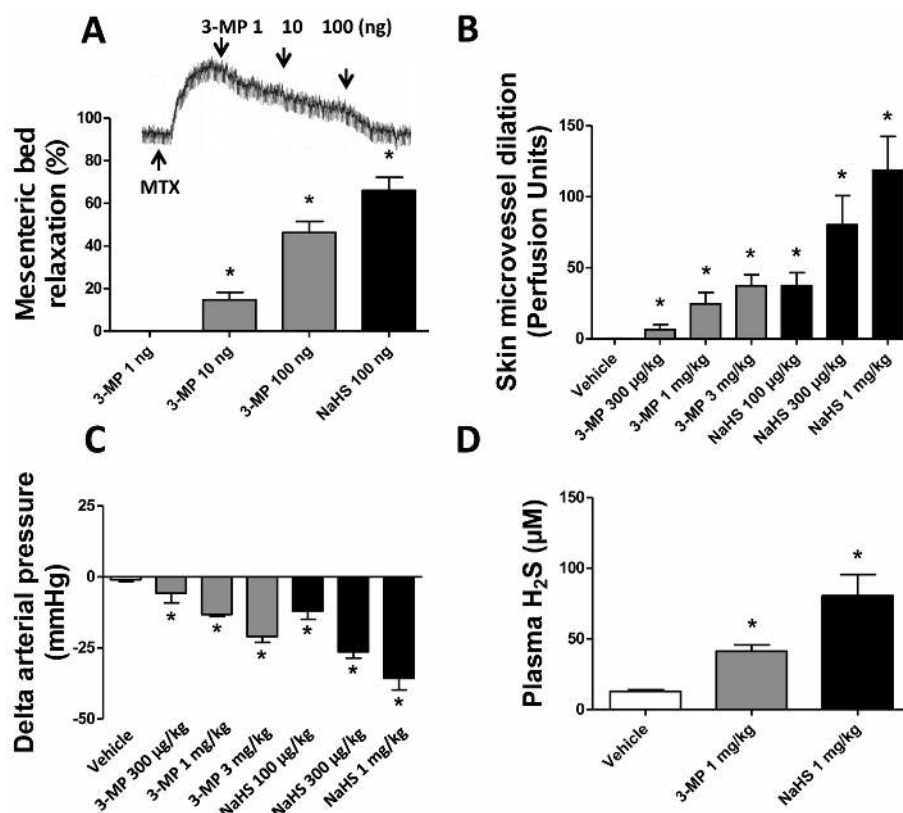 A
3-MP 1 10 100 (ng)
MTX
Mesenteric bed
relaxation (%)
100
80
60
40
20
0
* * *
3-MP 1 ng
3-MP 10 ng
3-MP 100 ng
NaHS 100 ng
B
Skin microvessel dilation
(Perfusion Units)
150
100
50
0
* * * * * *
Vehicle
3-MP 300 µg/kg
3-MP 1 mg/kg
3-MP 3 mg/kg
NaHS 100 µg/kg
NaHS 300 µg/kg
NaHS 1 mg/kg
C
Delta arterial pressure
(mmHg)
25
0
-25
-50
* * * * * *
Vehicle
3-MP 300 µg/kg
3-MP 1 mg/kg
3-MP 3 mg/kg
NaHS 100 µg/kg
NaHS 300 µg/kg
NaHS 1 mg/kg
D
Plasma H₂S (µM)
150
100
50
0
* *
Vehicle
3-MP 1 mg/kg
NaHS 1 mg/kg